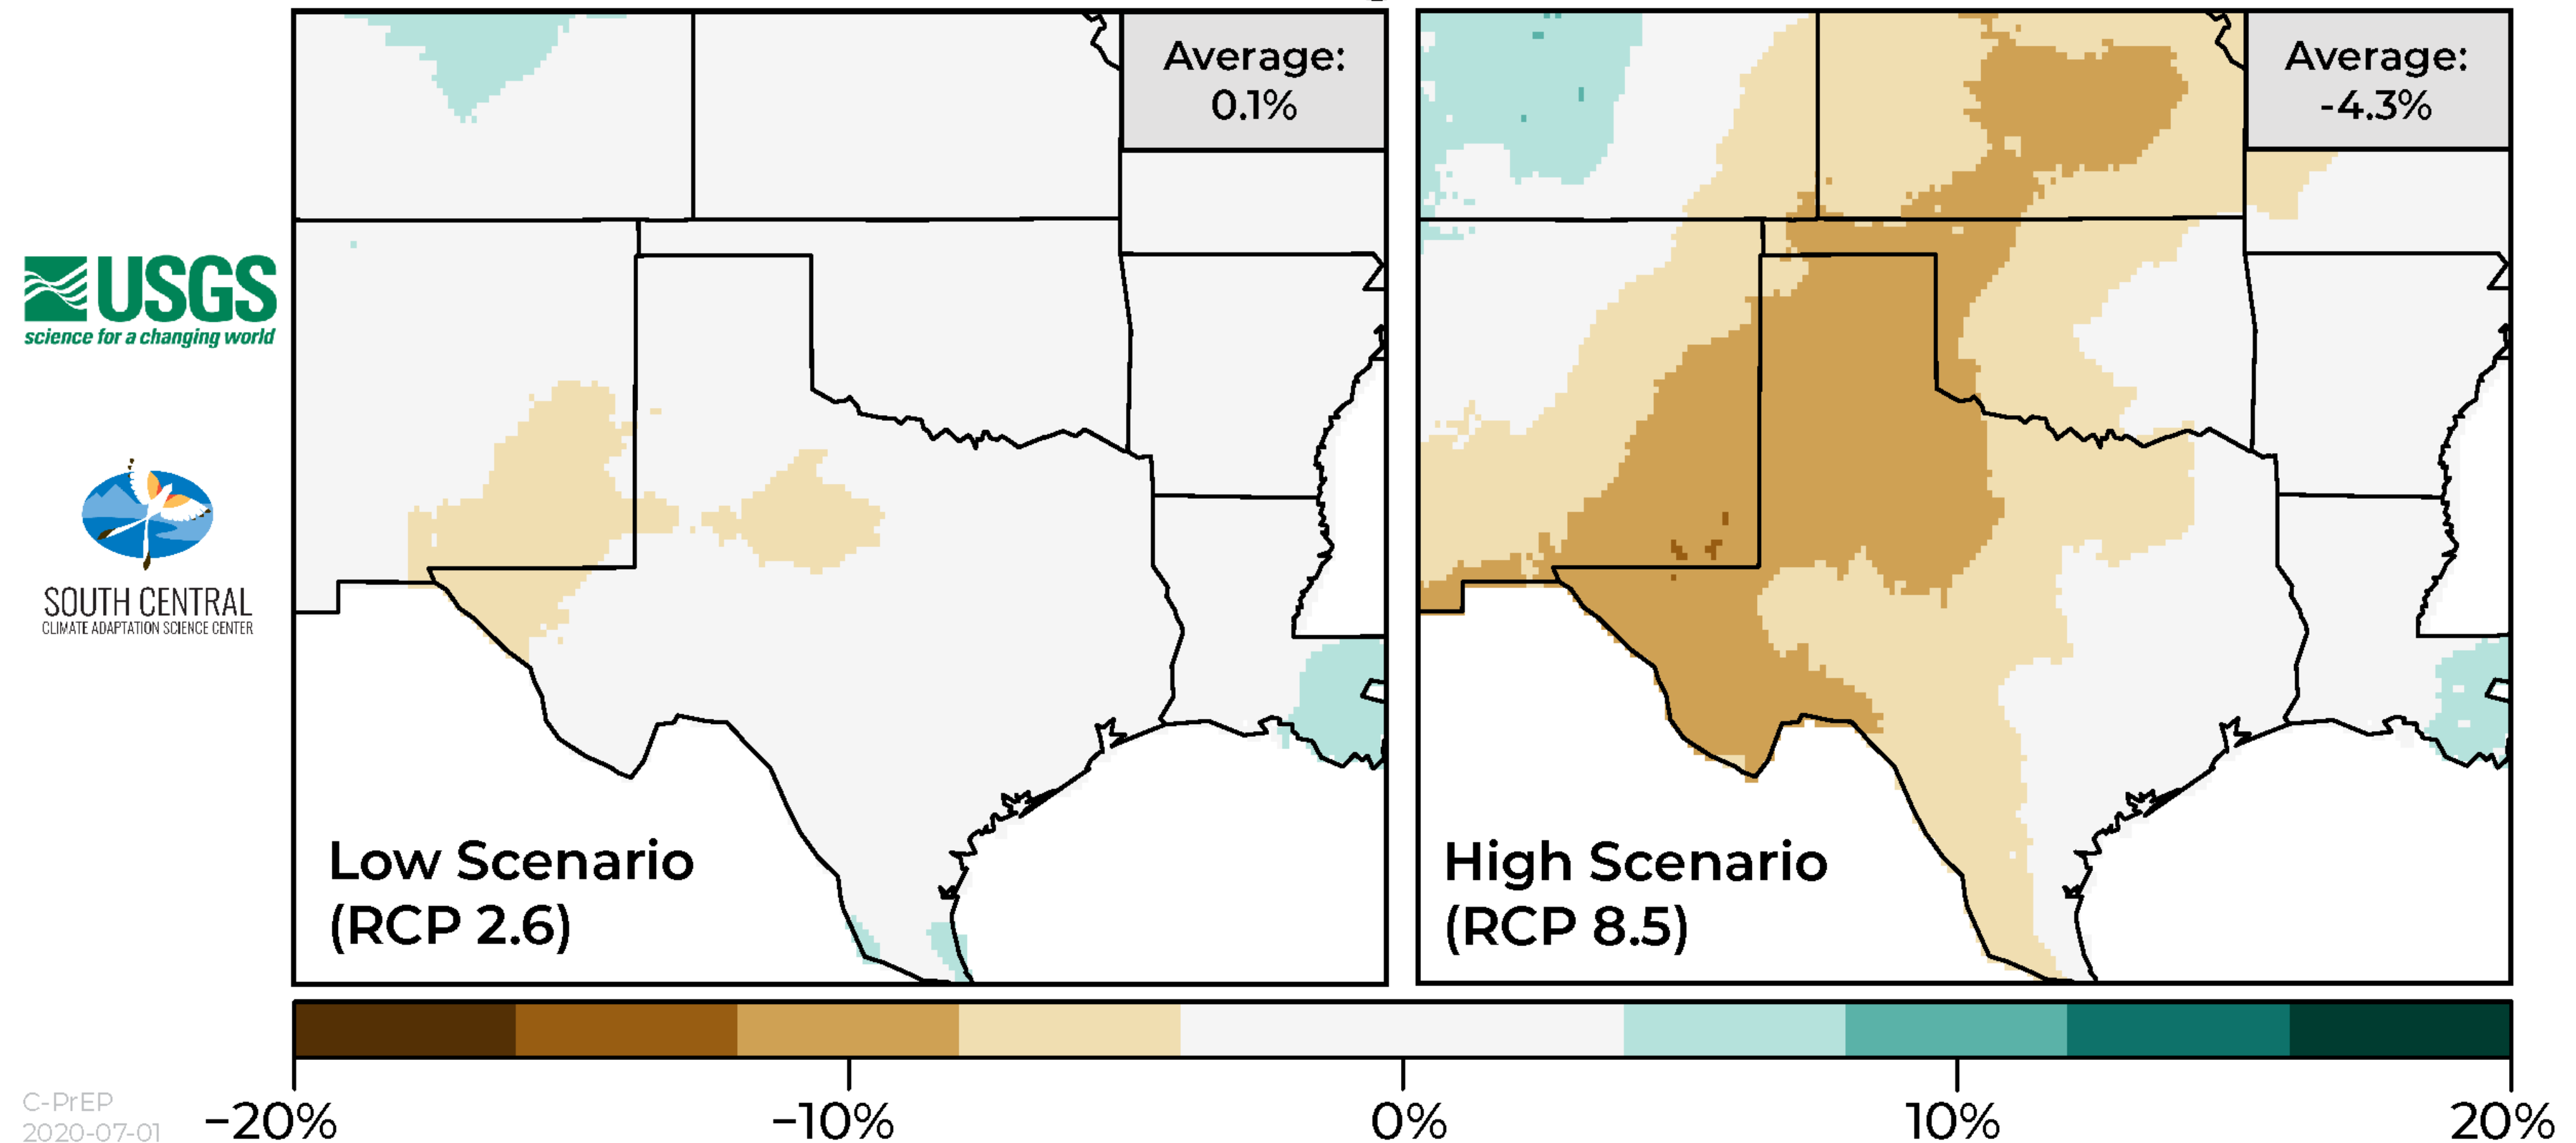 Average:
0.1%
Average:
-4.3%
USGS
science for a changing world
SOUTH CENTRAL
CLIMATE ADAPTATION SCIENCE CENTER
Low Scenario
(RCP 2.6)
High Scenario
(RCP 8.5)
C-PrEP
2020-07-01
−20%
−10%
0%
10%
20%